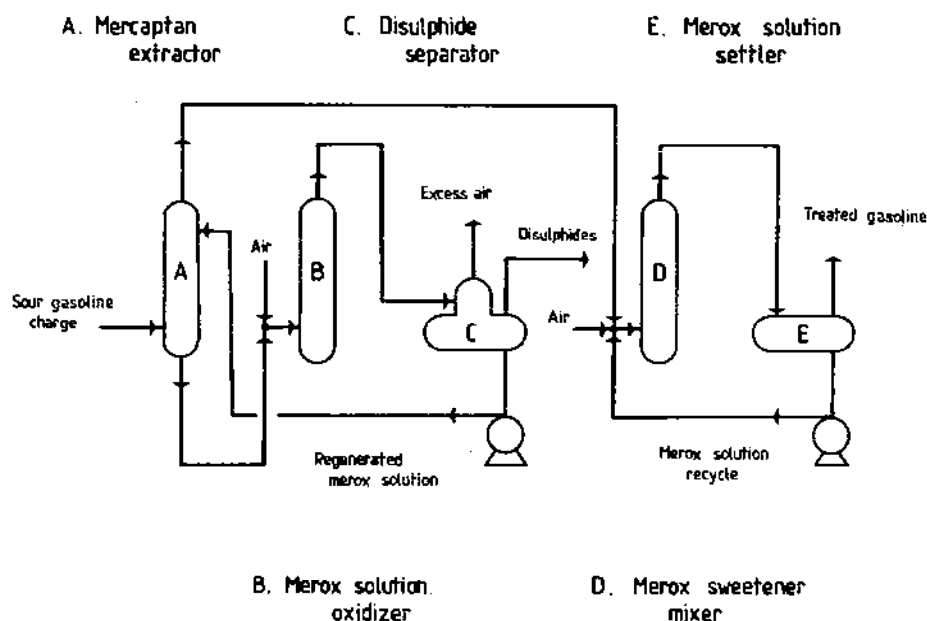 A. Mercaptan
extractor
C. Disulphide
separator
E. Merox solution
settler
Excess air
Treated gasoline
Disulphides
Air
A
B
D
Sour gasoline
charge
Air
C
E
Regenerated
merox solution
Merox solution
recycle
B. Merox solution.
oxidizer
D. Merox sweetener
mixer